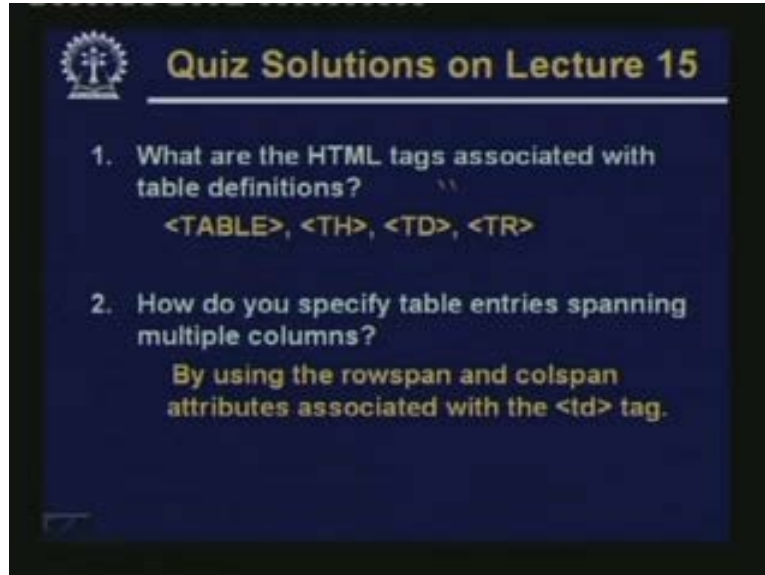 Quiz Solutions on Lecture 15
1. What are the HTML tags associated with
table definitions?
<TABLE>, <TH>, <TD>, <TR>
2. How do you specify table entries spanning
multiple columns?
By using the rowspan and colspan
attributes associated with the <td> tag.